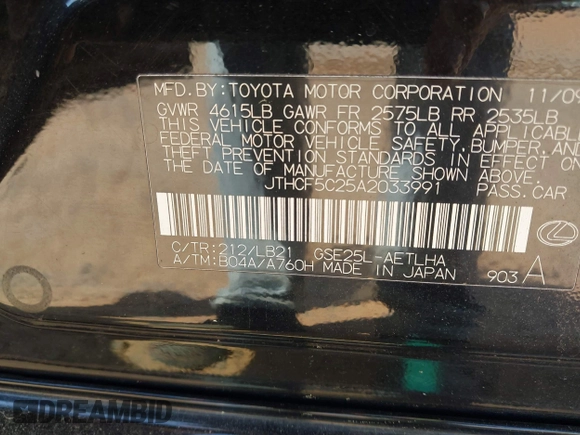 MFD.BY:TOYOTA MOTOR CORPORATION 11/09
GVWR 4615LB GAWR FR 2575LB RR 2535LB
THIS VEHICLE CONFORMS TO ALL APPLICABLE
FEDERAL MOTOR VEHICLE SAFETY, BUMPER, AND
THEFT PREVENTION STANDARDS IN EFFECT ON
THE DATE OF MANUFACTURE SHOWN ABOVE.
JTHCF5C25A2033991 PASS.CAR
C/TR:212/LB21 GSE25L-AETLHA
A/TM:B04A/A760H MADE IN JAPAN 903 A
DREAMBID